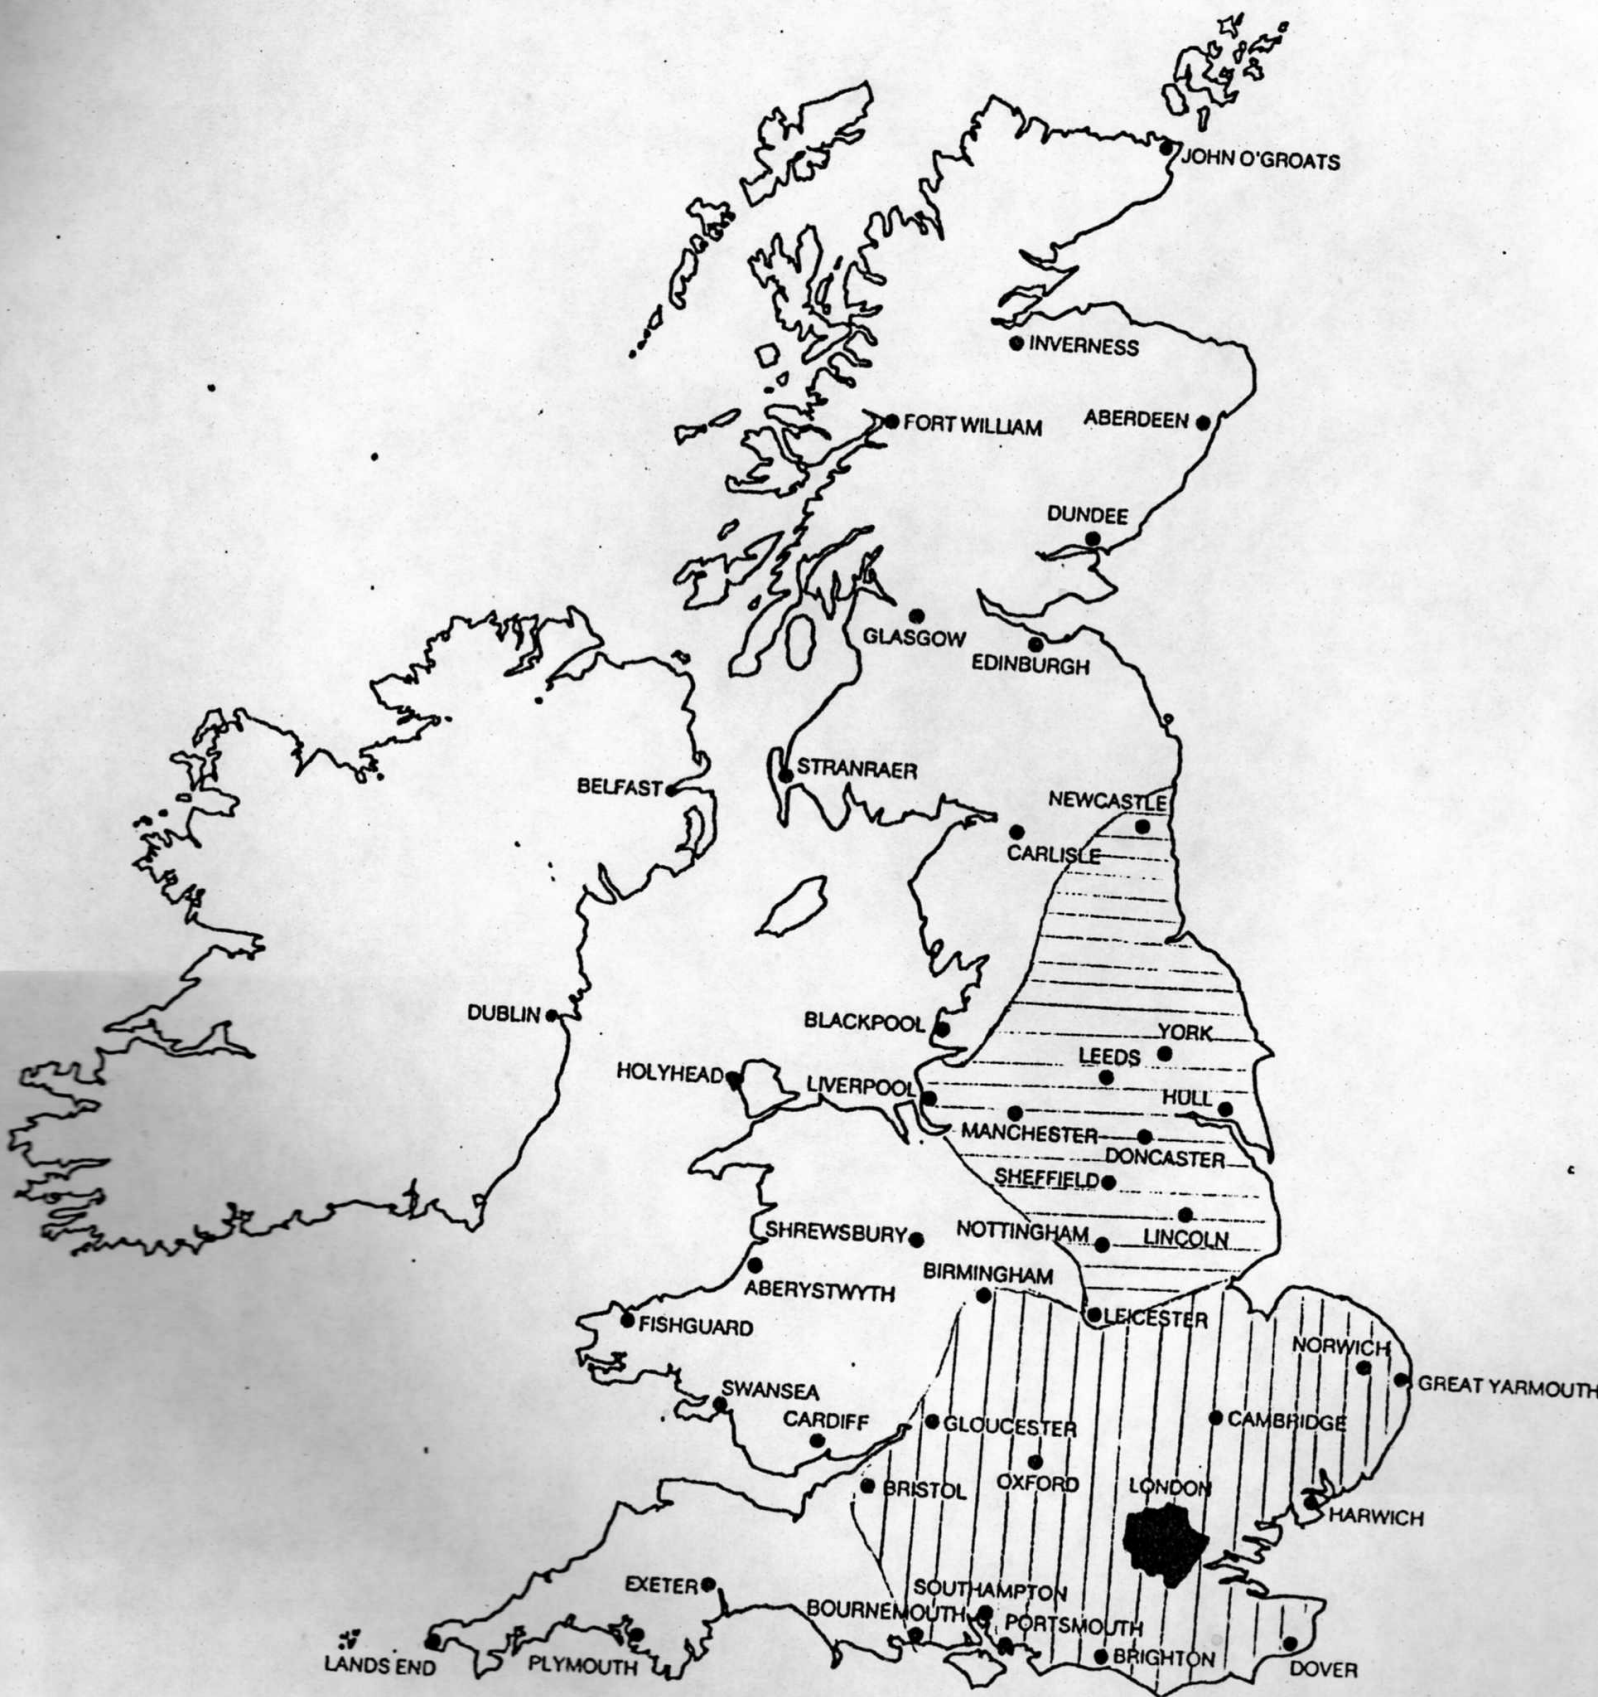 JOHN O'GROATS
INVERNESS
FORT WILLIAM
ABERDEEN
DUNDEE
GLASGOW
EDINBURGH
STRANRAER
BELFAST
NEWCASTLE
CARLISLE
DUBLIN
BLACKPOOL
YORK
LEEDS
HOLYHEAD
LIVERPOOL
HULL
MANCHESTER
DONCASTER
SHEFFIELD
SHREWSBURY
NOTTINGHAM
LINCOLN
BIRMINGHAM
ABERYSTWYTH
LEICESTER
FISHGUARD
NORWICH
GREAT YARMOUTH
SWANSEA
CARDIFF
GLOUCESTER
CAMBRIDGE
OXFORD
BRISTOL
LONDON
HARWICH
EXETER
SOUTHAMPTON
BOURNEMOUTH
PORTSMOUTH
LANDS END
PLYMOUTH
BRIGHTON
DOVER